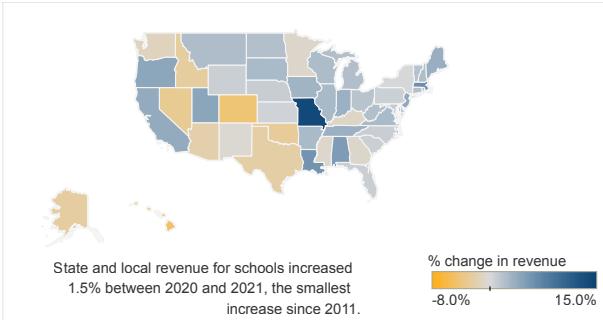 State and local revenue for schools increased
1.5% between 2020 and 2021, the smallest
increase since 2011.
% change in revenue
-8.0%
15.0%